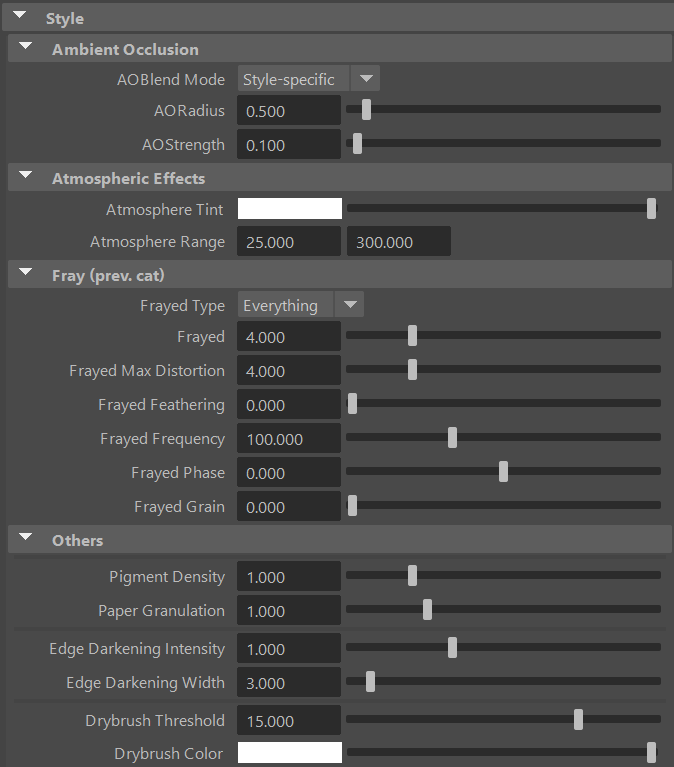 Style
Ambient Occlusion
AOBlend Mode Style-specific
AORadius 0.500
AOStrength 0.100
Atmospheric Effects
Atmosphere Tint
Atmosphere Range 25.000 300.000
Fray (prev. cat)
Frayed Type Everything
Frayed 4.000
Frayed Max Distortion 4.000
Frayed Feathering 0.000
Frayed Frequency 100.000
Frayed Phase 0.000
Frayed Grain 0.000
Others
Pigment Density 1.000
Paper Granulation 1.000
Edge Darkening Intensity 1.000
Edge Darkening Width 3.000
Drybrush Threshold 15.000
Drybrush Color